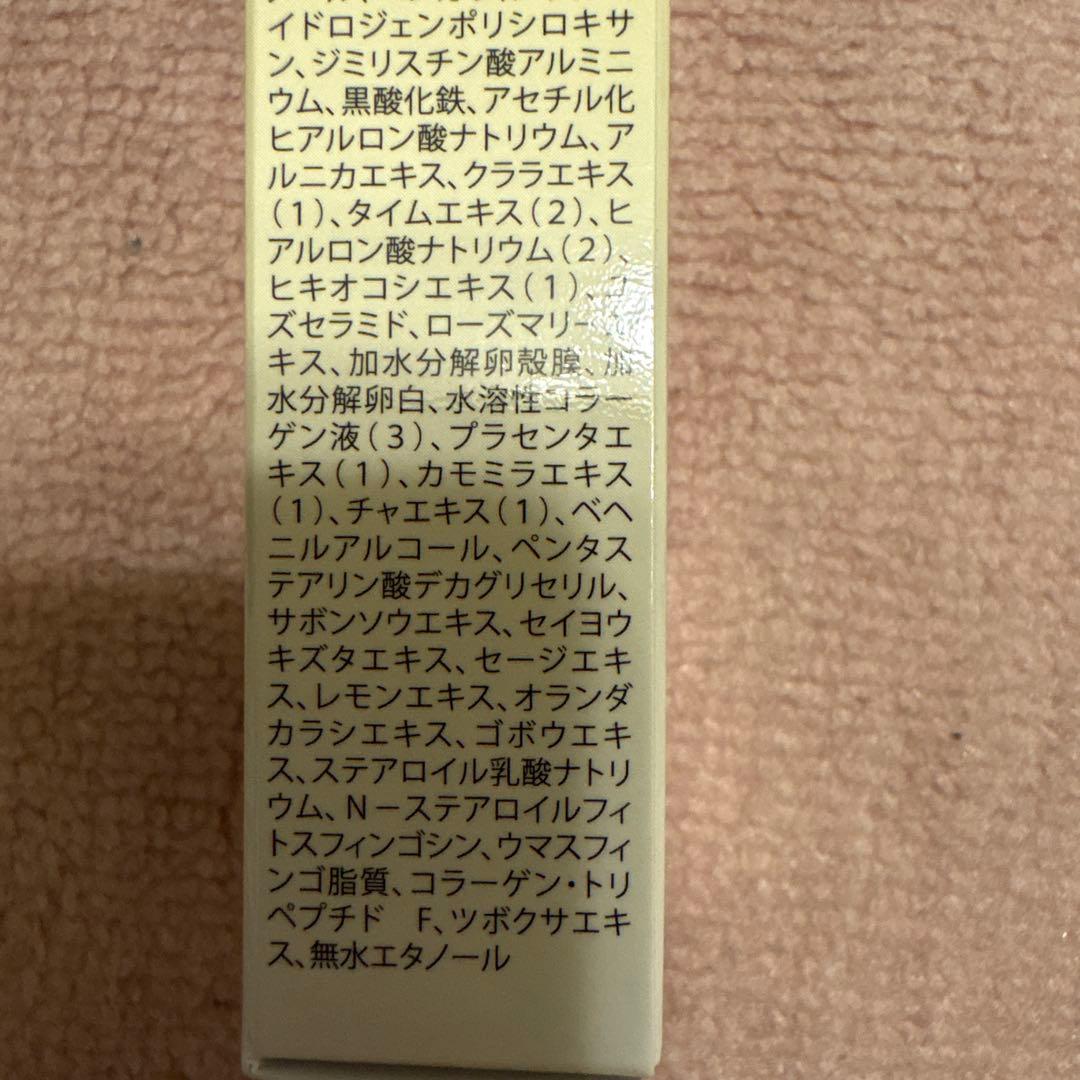 イドロジェンポリシロキサ
ン、ジミリスチン酸アルミニ
ウム、黒酸化鉄、アセチル化
ヒアルロン酸ナトリウム、ア
ルニカエキス、クララエキス
(1)、タイムエキス(2)、ヒ
アルロン酸ナトリウム(2)、
ヒキオコシエキス(1)、
ズセラミド、ローズマリー
キス、加水分解卵殻膜、加
水分解卵白、水溶性コラー
ゲン液(3)、プラセンタエ
キス(1)、カモミラエキス
(1)、チャエキス(1)、ベヘ
ニルアルコール、ペンタス
テアリン酸デカグリセリル、
サボンソウエキス、セイヨウ
キズタエキス、セージエキ
ス、レモンエキス、オランダ
カラシエキス、ゴボウエキ
ス、ステアロイル乳酸ナトリ
ウム、N－ステアロイルフィ
トスフィンゴシン、ウマスフィ
ンゴ脂質、コラーゲン・トリ
ペプチド　F、ツボクサエキ
ス、無水エタノール